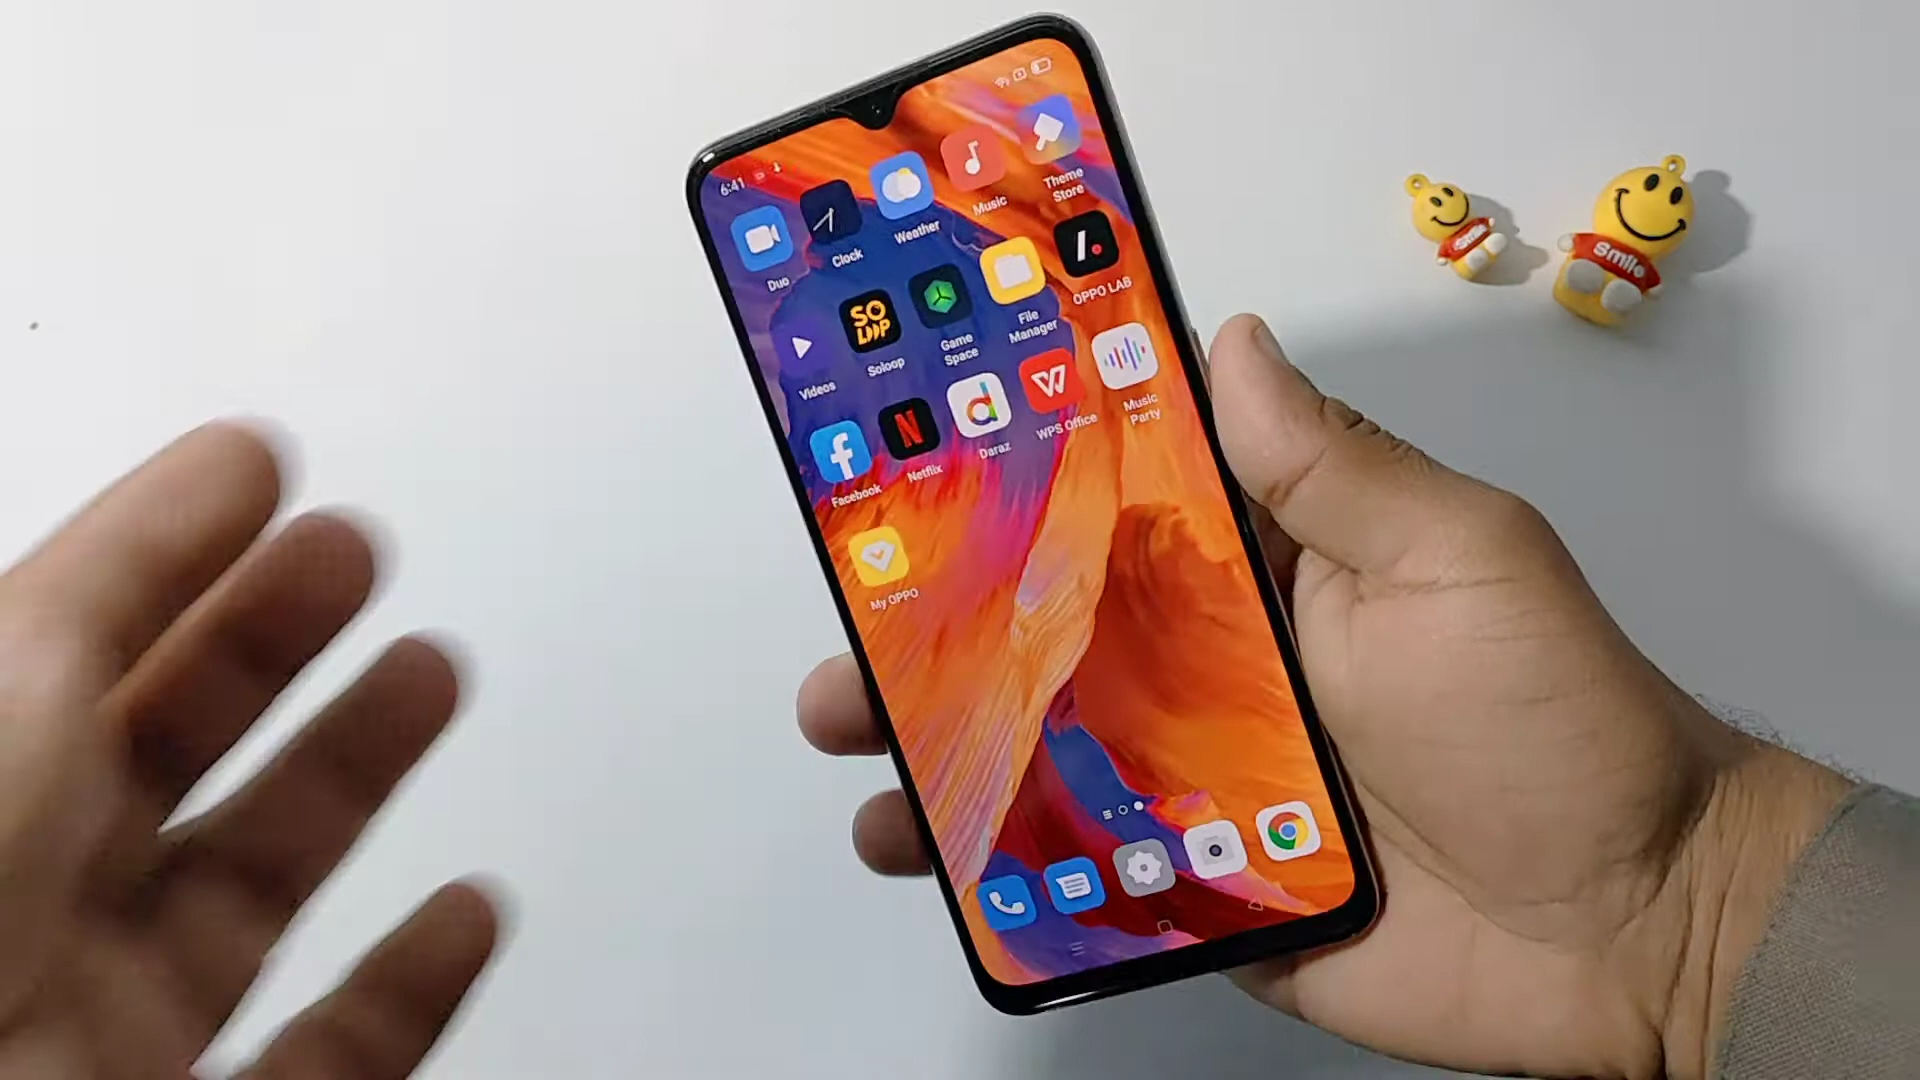 6:41
Duo
Clock
Weather
Music
Theme
Store
Videos
SO
LOOP
Soloop
Game
Space
File
Manager
OPPO LAB
Facebook
N
Netflix
d
Daraz
W
WPS Office
Music
Party
My OPPO
Smile
Smile